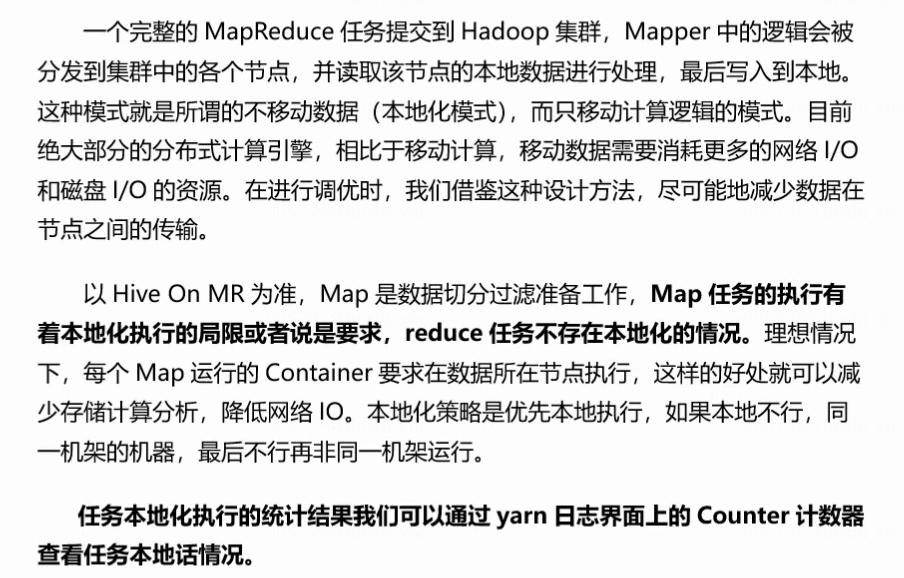 一个完整的 MapReduce 任务提交到 Hadoop 集群，Mapper 中的逻辑会被
分发到集群中的各个节点，并读取该节点的本地数据进行处理，最后写入到本地。
这种模式就是所谓的不移动数据（本地化模式），而只移动计算逻辑的模式。目前
绝大部分的分布式计算引擎，相比于移动计算，移动数据需要消耗更多的网络 I/O
和磁盘 I/O 的资源。在进行调优时，我们借鉴这种设计方法，尽可能地减少数据在
节点之间的传输。
以 Hive On MR 为准，Map 是数据切分过滤准备工作，Map 任务的执行有
着本地化执行的局限或者说是要求，reduce 任务不存在本地化的情况。理想情况
下，每个 Map 运行的 Container 要求在数据所在节点执行，这样的好处就可以减
少存储计算分析，降低网络 IO。本地化策略是优先本地执行，如果本地不行，同
一机架的机器，最后不行再非同一机架运行。
任务本地化执行的统计结果我们可以通过 yarn 日志界面上的 Counter 计数器
查看任务本地话情况。